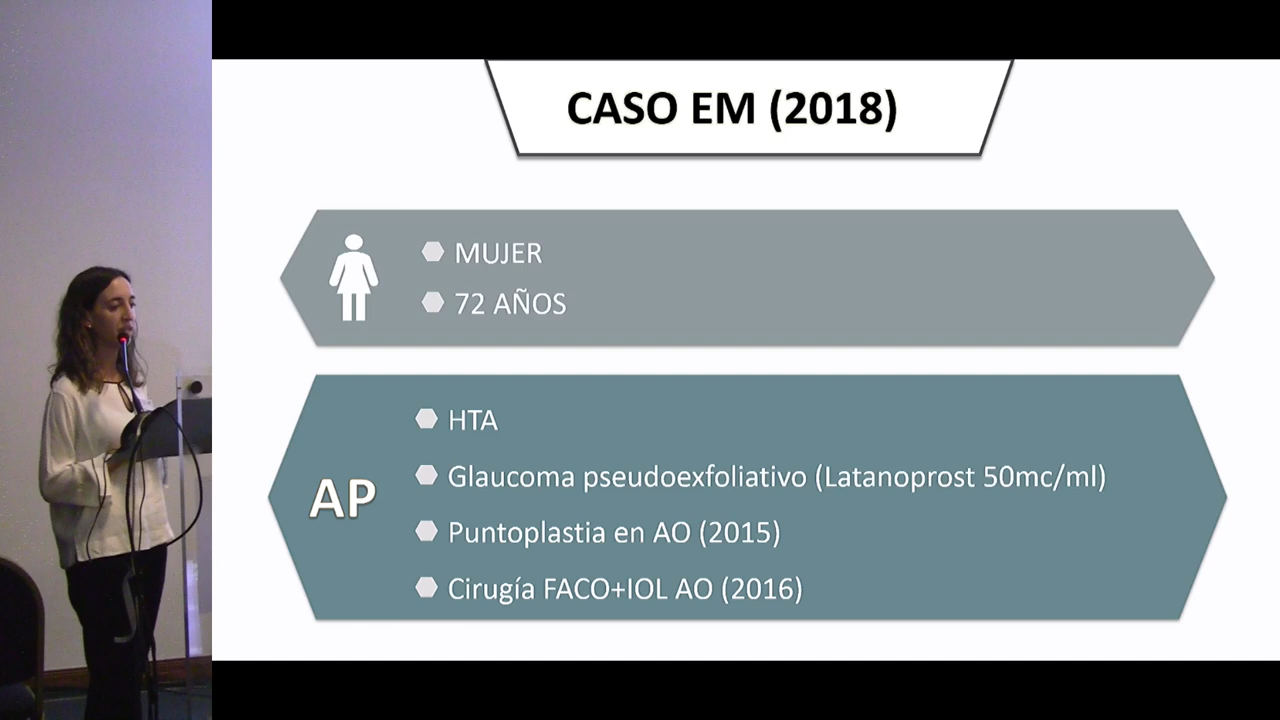 CASO EM (2018)
MUJER
72 AÑOS
AP
HTA
Glaucoma pseudoexfoliativo (Latanoprost 50mc/ml)
Puntoplastia en AO (2015)
Cirugía FACO+IOL AO (2016)